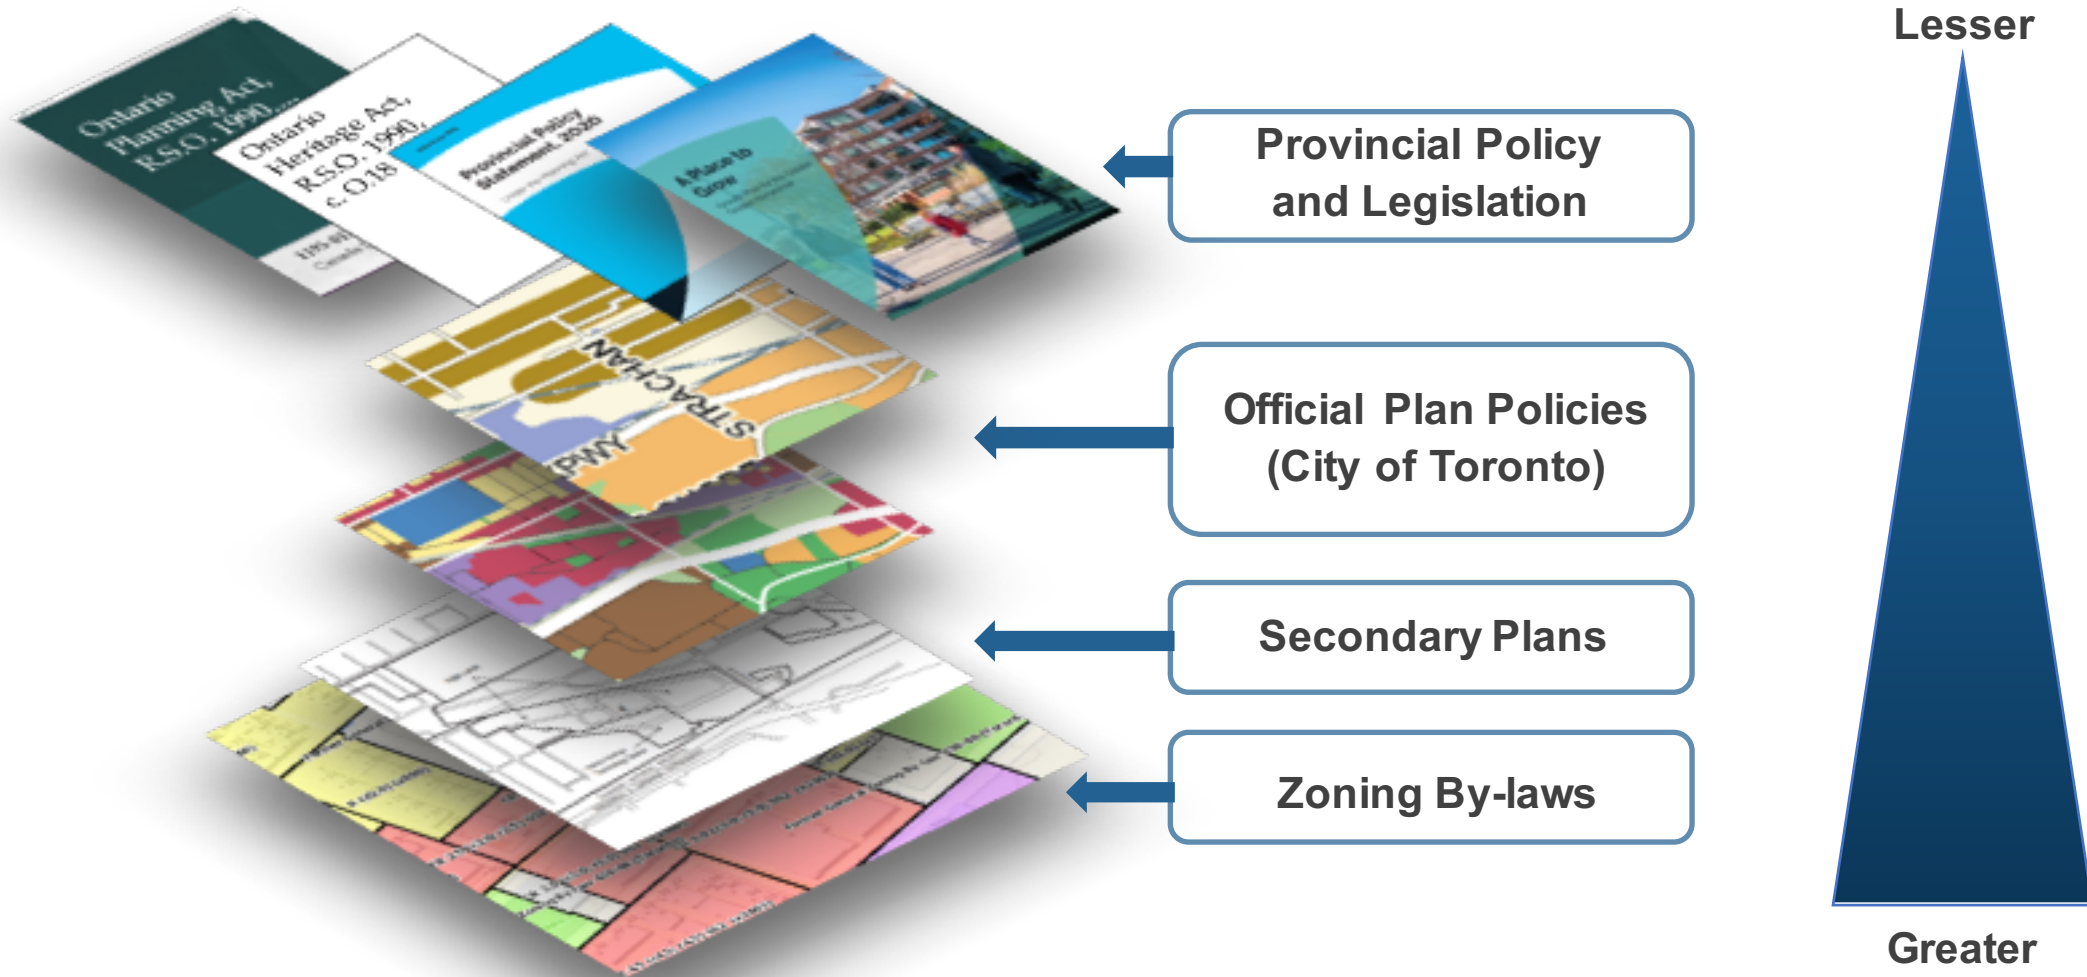 Lesser
Ontario
Planning Act,
R.S.O. 1990,...
Ontario
Heritage Act,
R.S.O. 1990,
c. O.18
Provincial Policy
Statement, 2020
A Place to
Grow
Provincial Policy
and Legislation
STRACHAN
PWY
Official Plan Policies
(City of Toronto)
Secondary Plans
Zoning By-laws
Greater